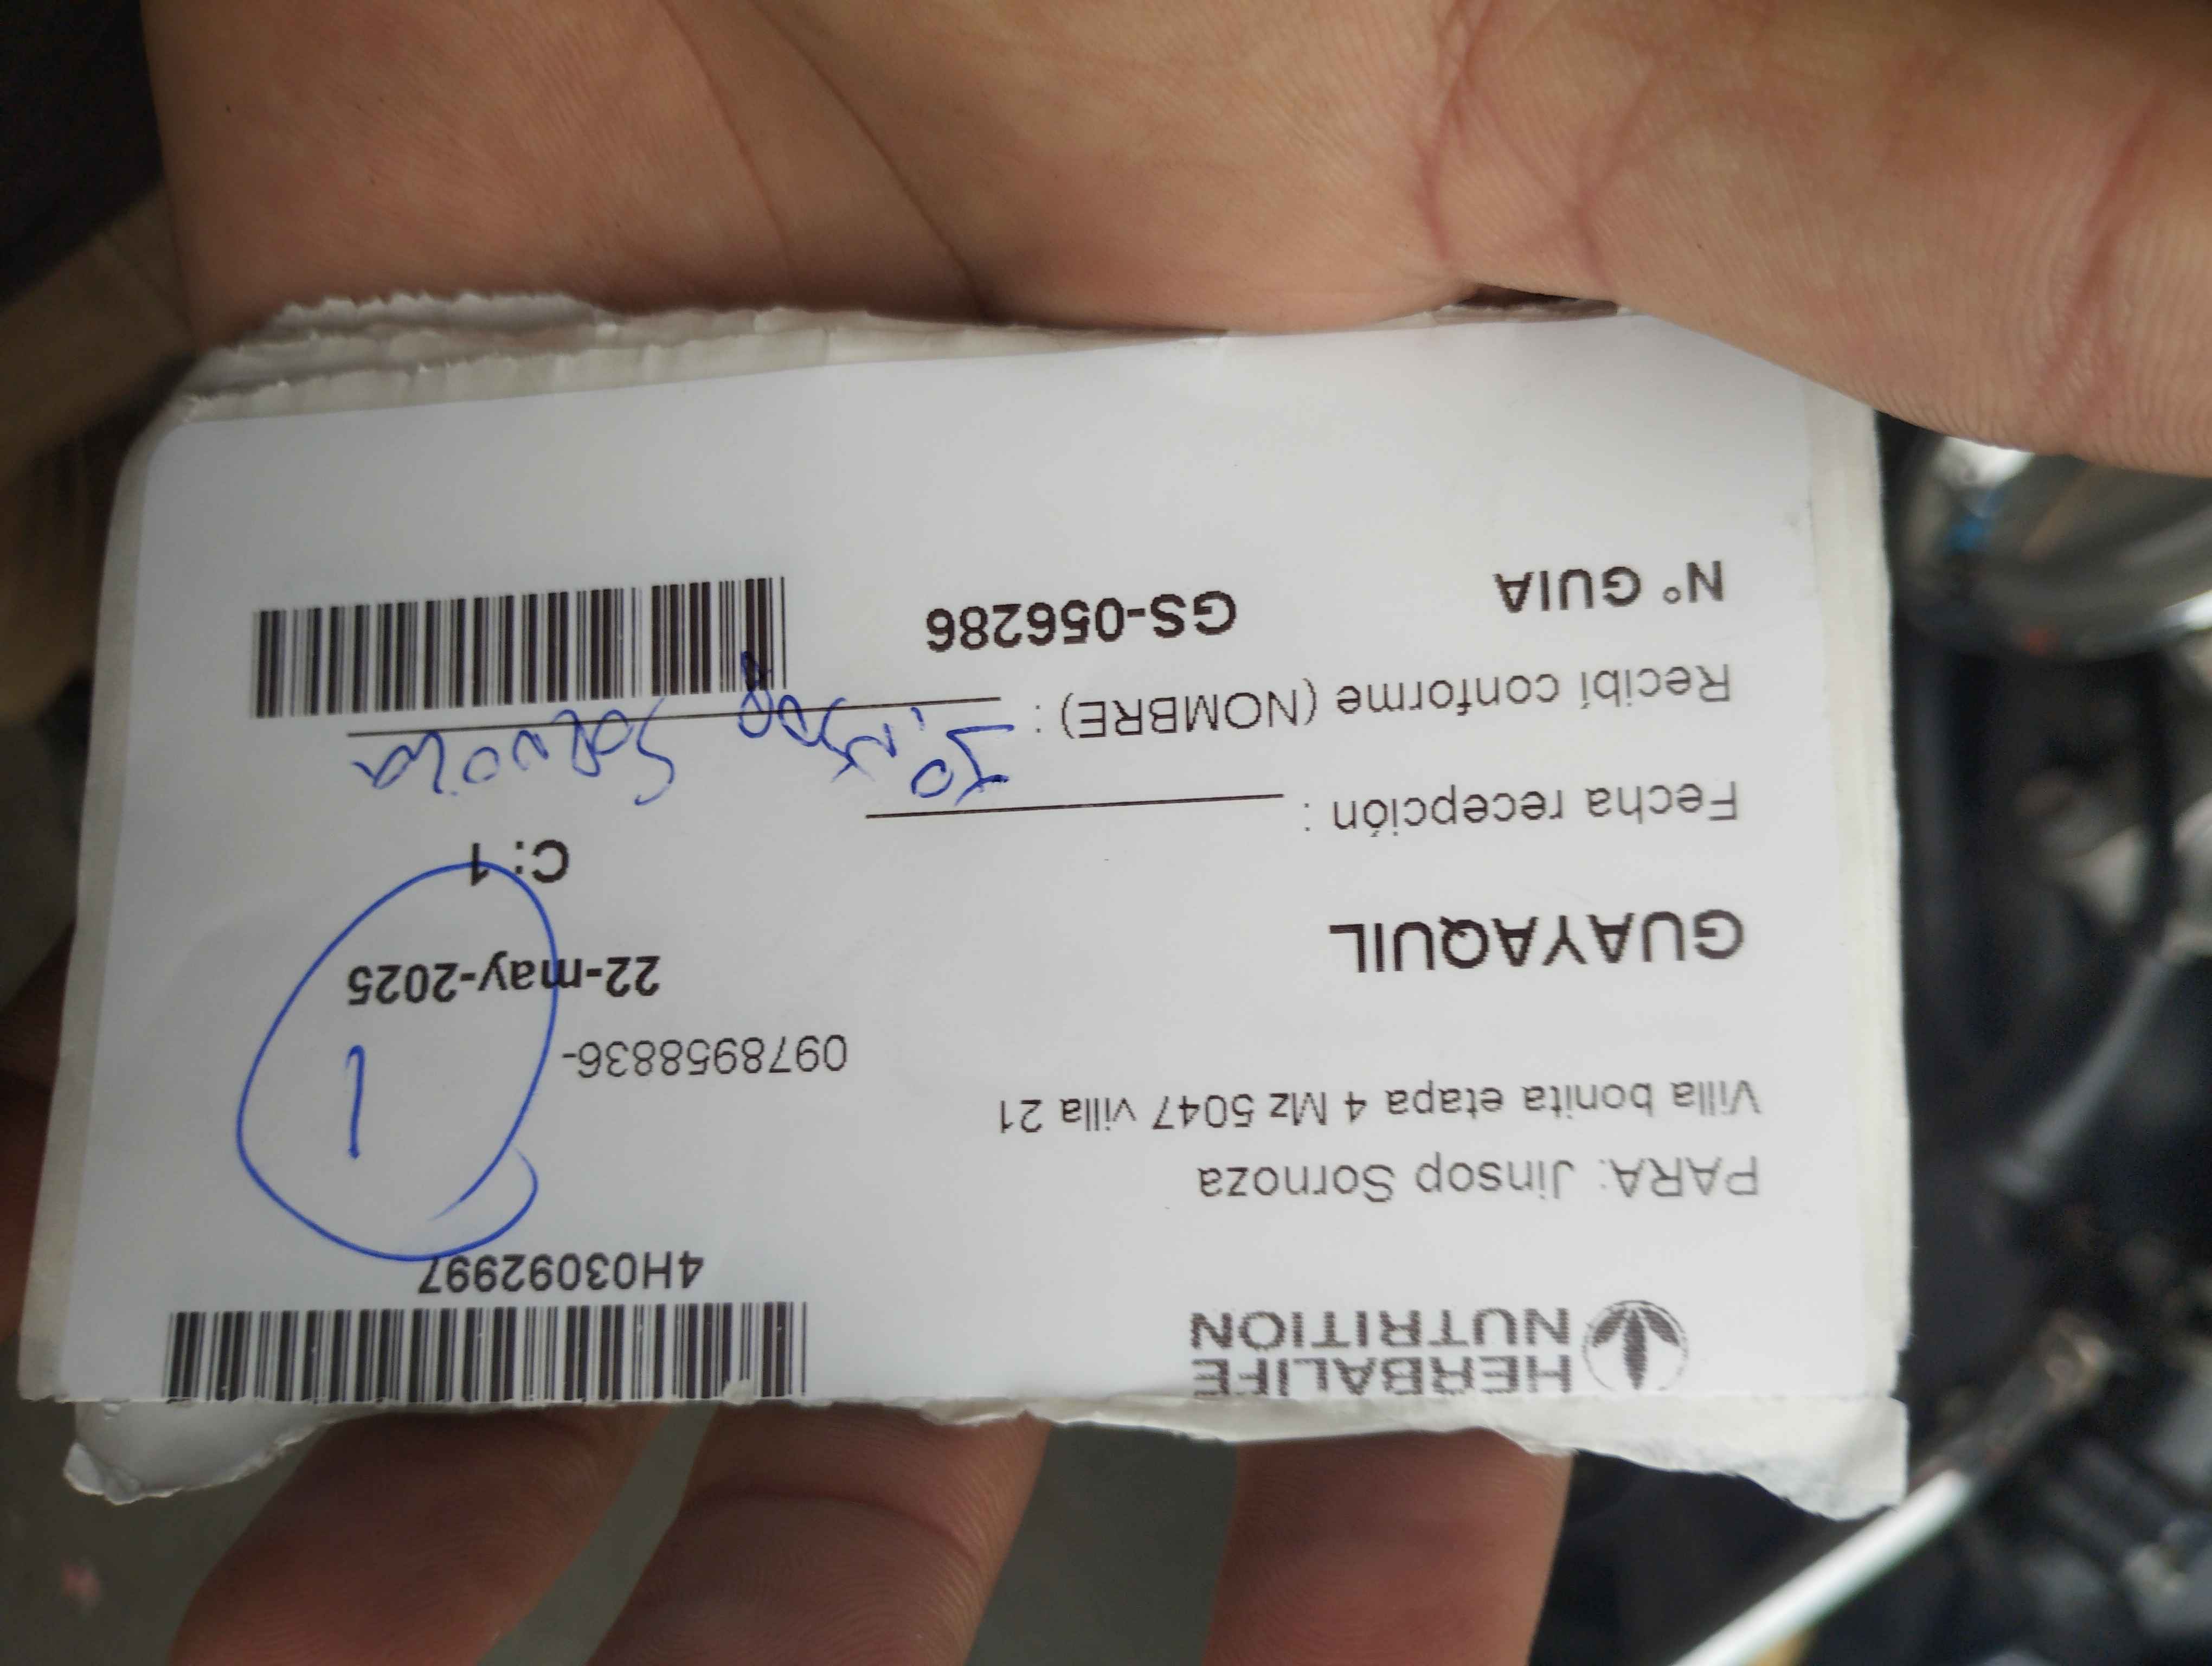 HERBALIFE
NUTRITION
4H03092997
PARA: Jinsop Sornoza
Villa bonita etapa 4 Mz 5047 villa 21
0978958836-
1
GUAYAQUIL
22-may-2025
C: 1
Fecha recepción :
Recibí conforme (NOMBRE) :
N° GUIA
GS-056286